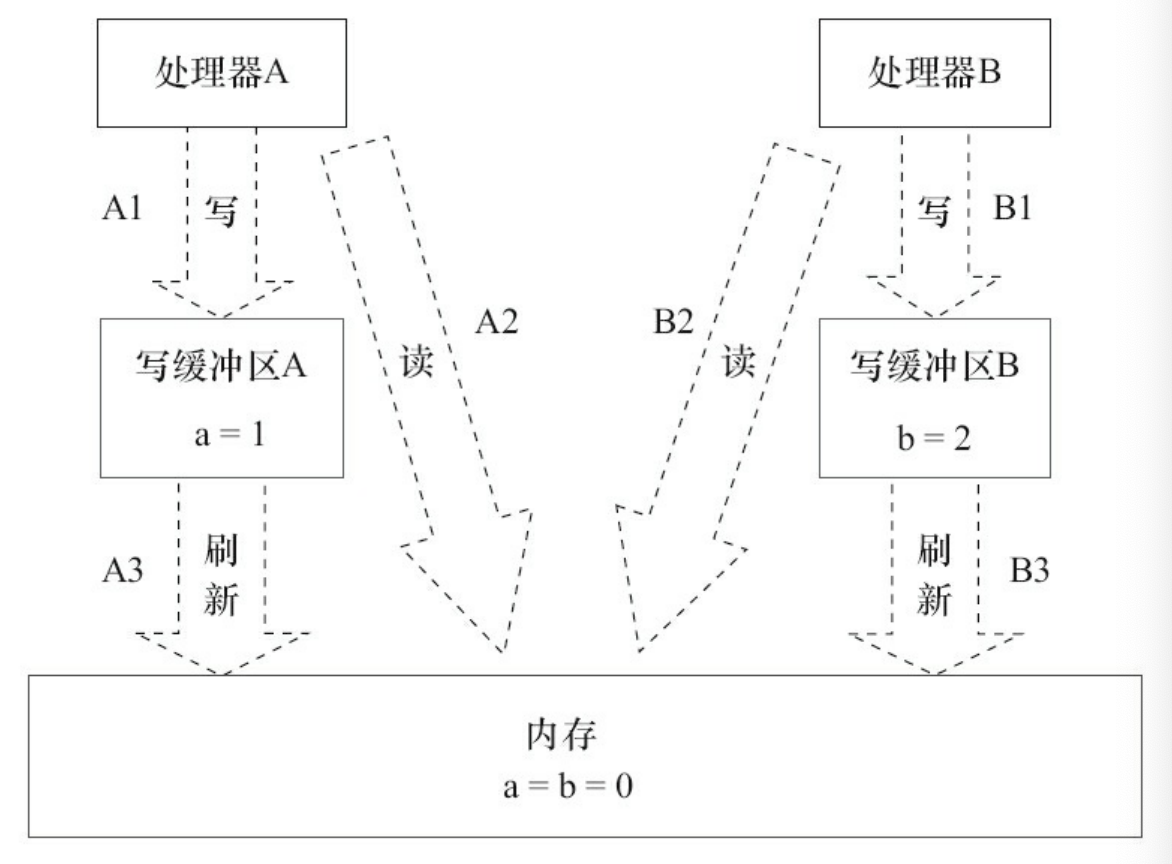 处理器A
处理器B
A1
写
写
B1
A2
B2
读
读
写缓冲区A
a = 1
写缓冲区B
b = 2
A3
刷
新
刷
新
B3
内存
a = b = 0